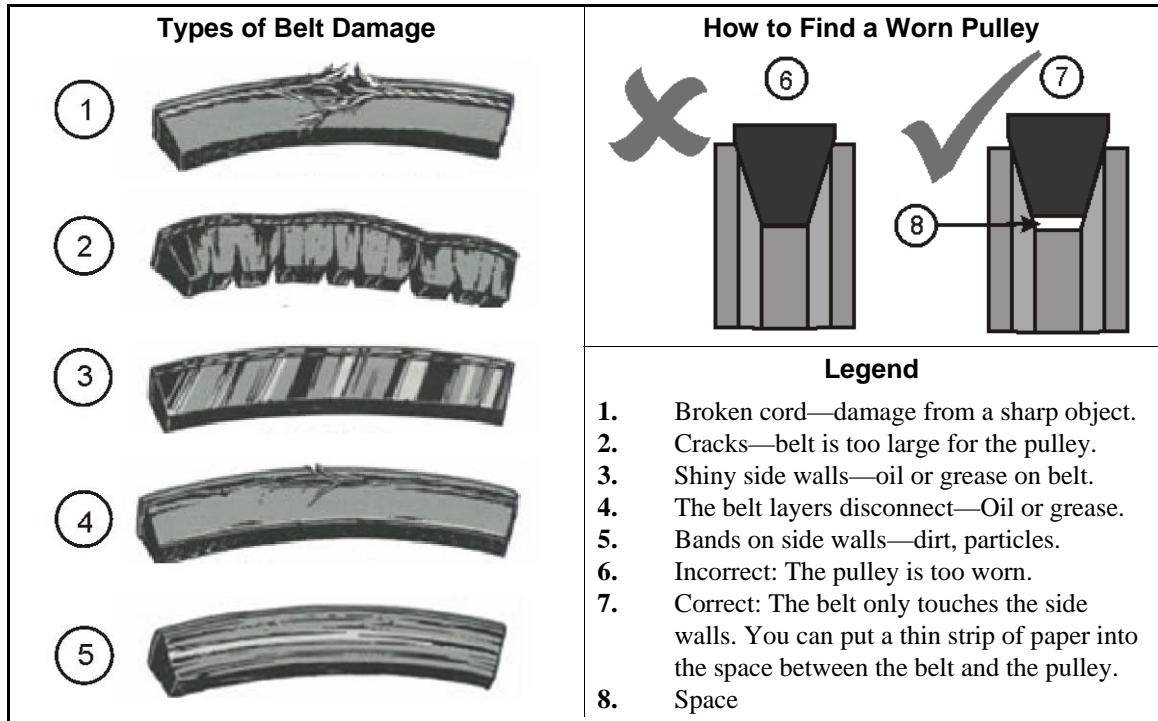 Types of Belt Damage
1
2
3
4
5
How to Find a Worn Pulley
6
7
8
Legend
1. Broken cord—damage from a sharp object.
2. Cracks—belt is too large for the pulley.
3. Shiny side walls—oil or grease on belt.
4. The belt layers disconnect—Oil or grease.
5. Bands on side walls—dirt, particles.
6. Incorrect: The pulley is too worn.
7. Correct: The belt only touches the side
walls. You can put a thin strip of paper into
the space between the belt and the pulley.
8. Space